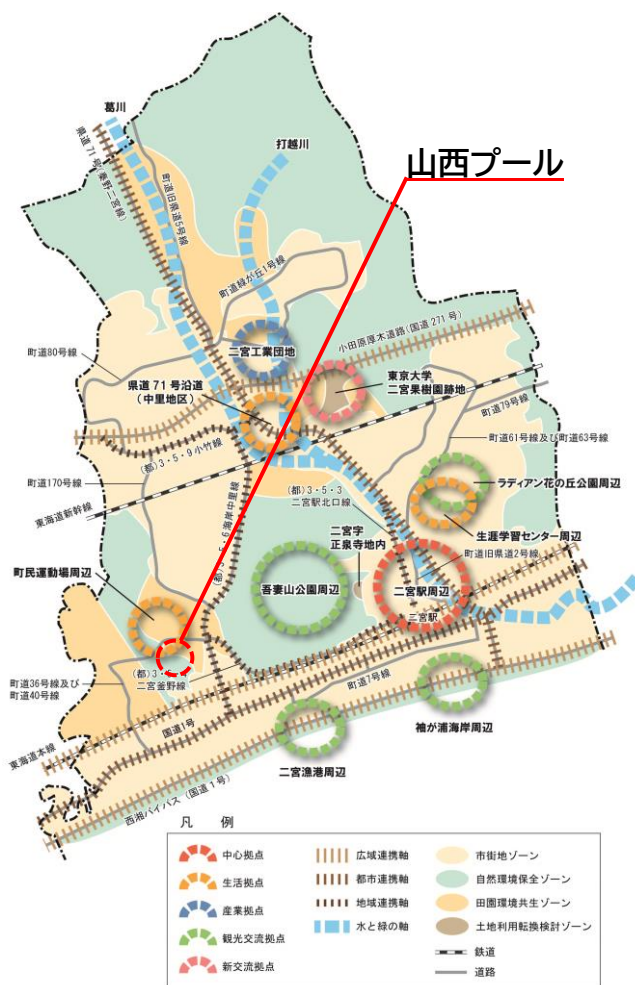 葛川
県道71号(秦野二宮線)
町道旧県道5号線
打越川
山西プール
町道緑が丘1号線
町道80号線
二宮工業団地
小田原厚木道路(国道271号)
県道71号沿道
(中里地区)
東京大学
二宮果樹園跡地
町道79号線
(都)3・5・9小竹線
町道61号線及び町道63号線
町道170号線
東海道新幹線
(都)3・5・6海岸中里線
(都)3・5・3
二宮駅北口線
ラディアン花の丘公園周辺
生涯学習センター周辺
二宮字
正泉寺地内
町道旧県道2号線
町民運動場周辺
吾妻山公園周辺
二宮駅周辺
二宮駅
町道36号線及び
町道40号線
(都)3・5・
二宮釜野線
町道7号線
国道1号
東海道本線
袖が浦海岸周辺
二宮漁港周辺
西湘バイパス(国道1号)
凡 例
中心拠点
広域連携軸
市街地ゾーン
生活拠点
都市連携軸
自然環境保全ゾーン
産業拠点
地域連携軸
田園環境共生ゾーン
観光交流拠点
水と緑の軸
土地利用転換検討ゾーン
新交流拠点
鉄道
道路